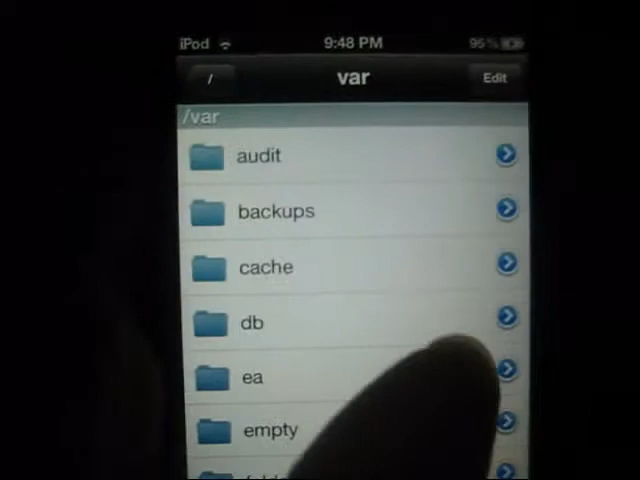 iPod 9:48 PM 95%
/ var Edit
/var
audit
backups
cache
db
ea
empty